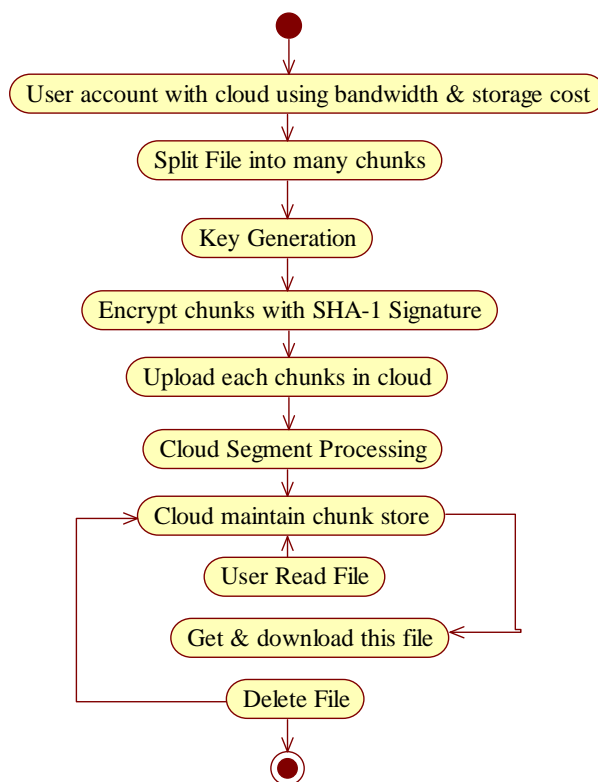 User account with cloud using bandwidth & storage cost
Split File into many chunks
Key Generation
Encrypt chunks with SHA-1 Signature
Upload each chunks in cloud
Cloud Segment Processing
Cloud maintain chunk store
User Read File
Get & download this file
Delete File